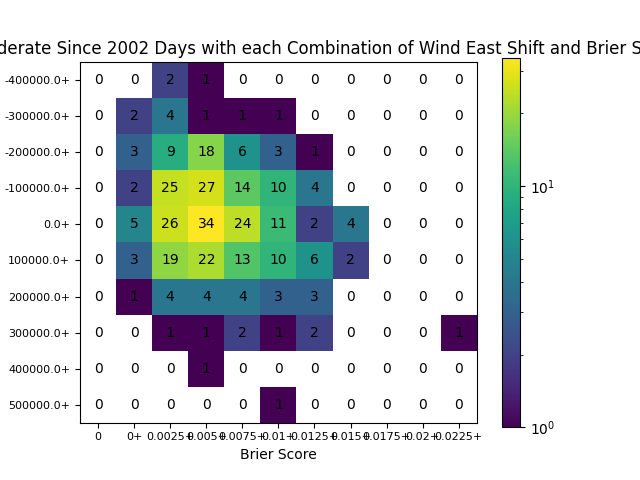 derate Since 2002 Days with each Combination of Wind East Shift and Brier S
-400000.0+ 0 0 2 1 0 0 0 0 0 0 0
-300000.0+ 0 2 4 1 1 1 0 0 0 0 0
-200000.0+ 0 3 9 18 6 3 1 0 0 0 0
-100000.0+ 0 2 25 27 14 10 4 0 0 0 0
0.0+ 0 5 26 34 24 11 2 4 0 0 0
100000.0+ 0 3 19 22 13 10 6 2 0 0 0
200000.0+ 0 1 4 4 4 3 3 0 0 0 0
300000.0+ 0 0 1 1 2 1 2 0 0 0 1
400000.0+ 0 0 0 1 0 0 0 0 0 0 0
500000.0+ 0 0 0 0 0 1 0 0 0 0 0
0 0+ 0.0025+ 0.005+ 0.0075+ 0.01+ 0.0125+ 0.015+ 0.0175+ 0.02+ 0.0225+
Brier Score
10¹
10⁰